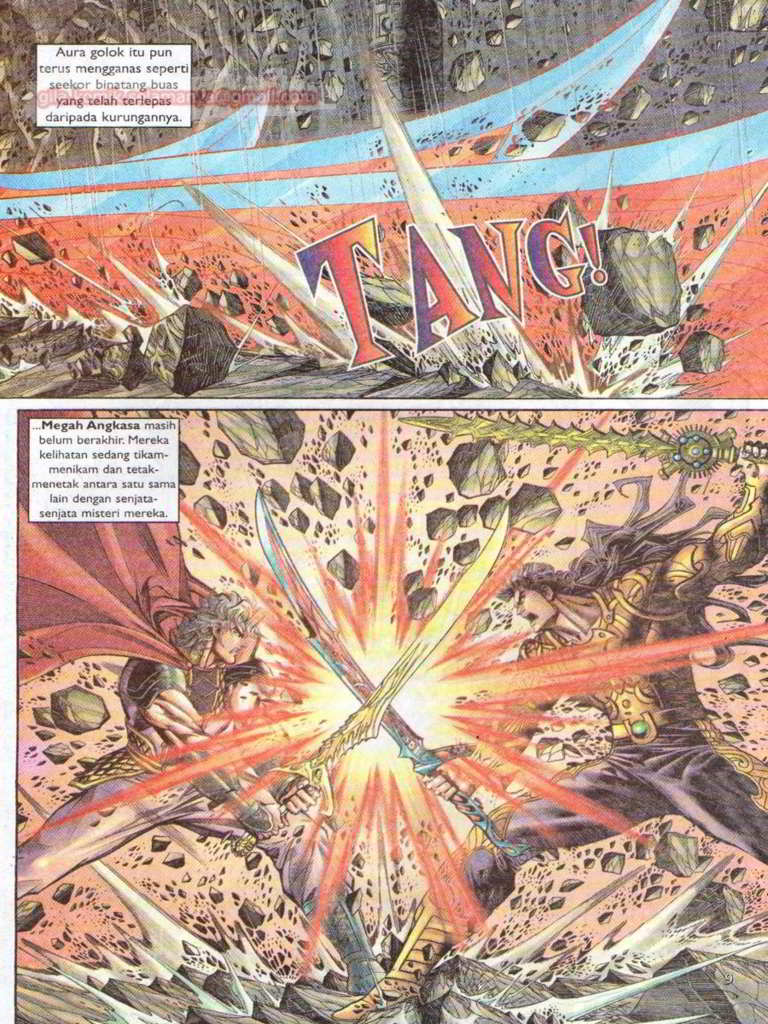 Aura golok itu pun
terus mengganas seperti
seekor binatang buas
yang telah terlepas
daripada kurungannya.
TANG!
...Megah Angkasa masih
belum berakhir. Mereka
kelihatan sedang tikam-
menikam dan tetak-
menetak antara satu sama
lain dengan senjata-
senjata misteri mereka.
9